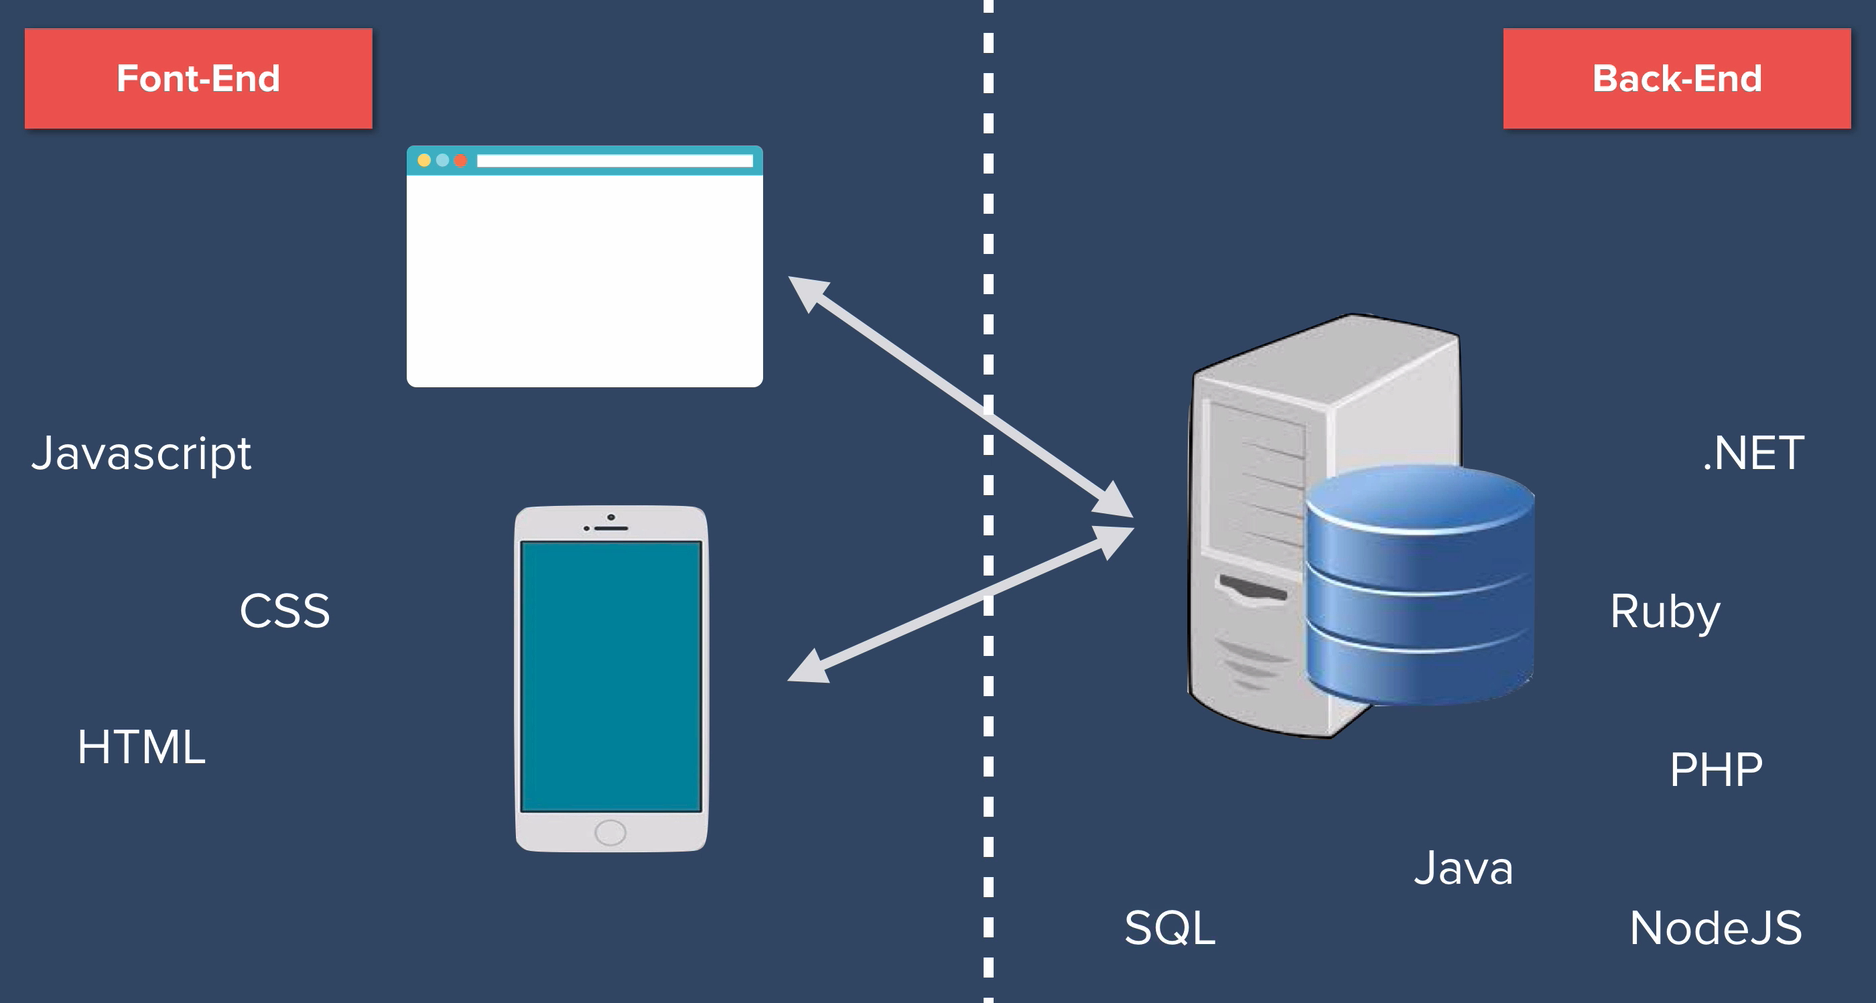 Font-End
Back-End
Javascript
.NET
CSS
Ruby
HTML
PHP
Java
SQL
NodeJS